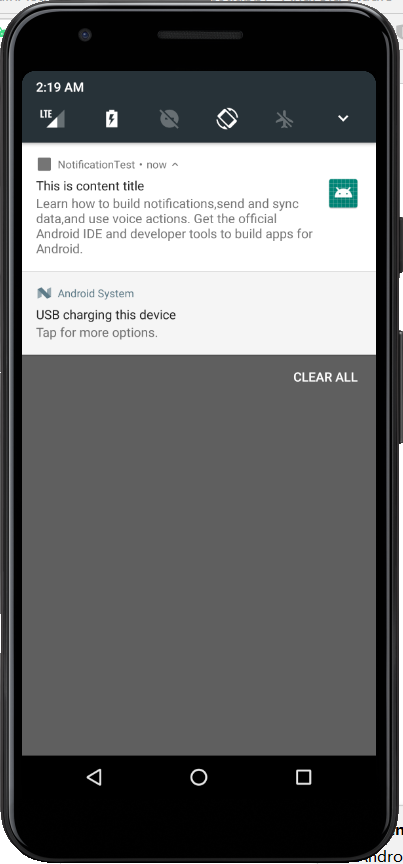 2:19 AM
LTE
NotificationTest • now
This is content title
Learn how to build notifications,send and sync
data,and use voice actions. Get the official
Android IDE and developer tools to build apps for
Android.
Android System
USB charging this device
Tap for more options.
CLEAR ALL